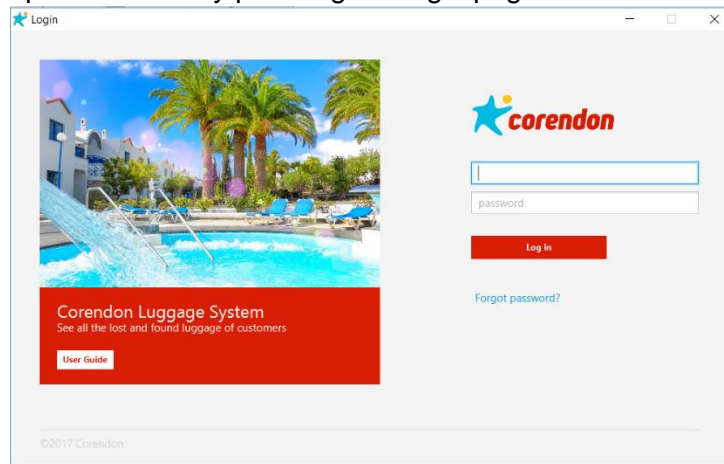 Login
corendon
password
Log in
Forgot password?
Corendon Luggage System
See all the lost and found luggage of customers
User Guide
©2017 Corendon